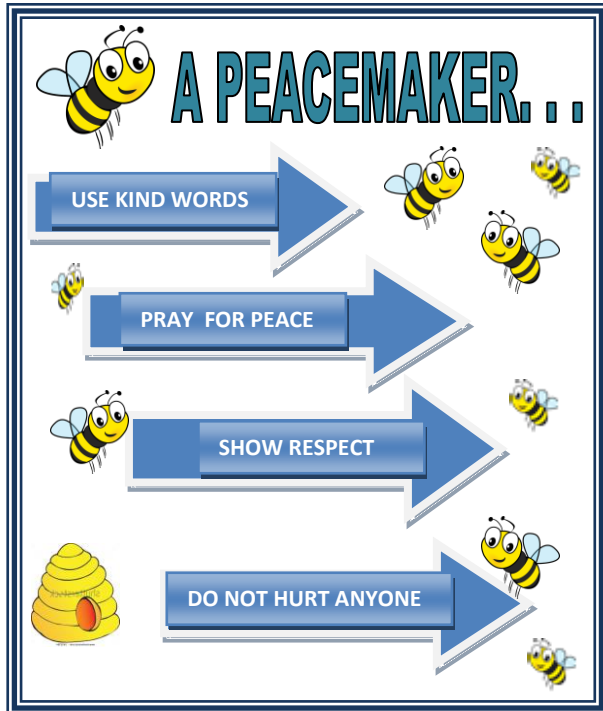 A PEACEMAKER. . .
USE KIND WORDS
PRAY FOR PEACE
SHOW RESPECT
DO NOT HURT ANYONE